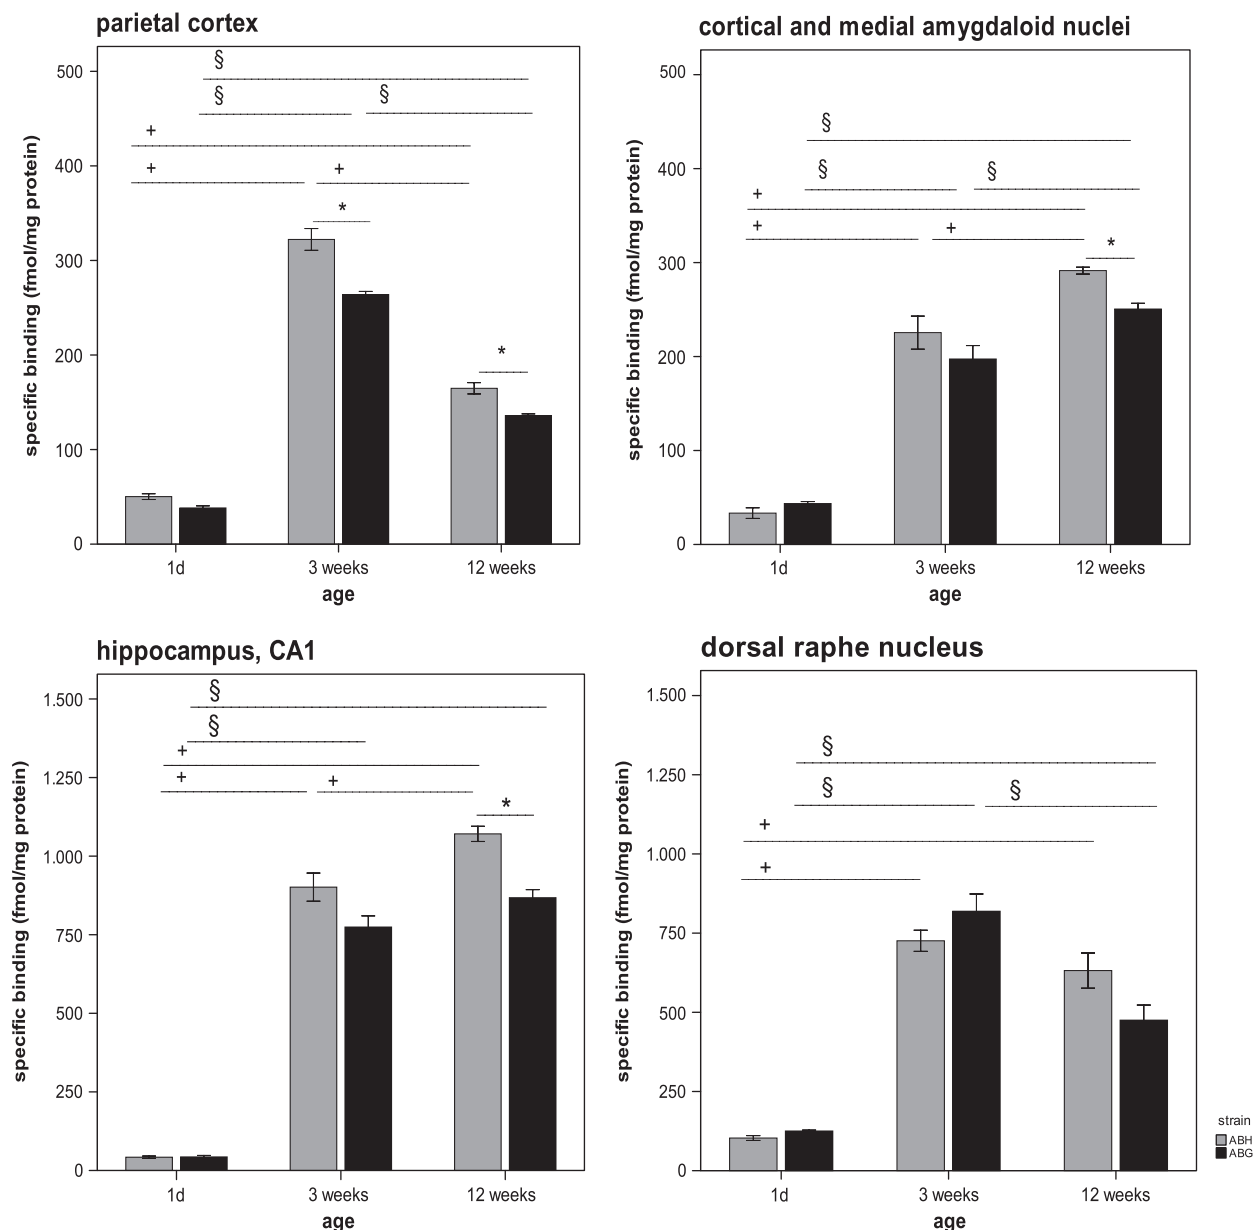 parietal cortex
specific binding (fmol/mg protein)
500
400
300
200
100
0
§
§ §
+
+ +
*
*
1d 3 weeks 12 weeks
age
cortical and medial amygdaloid nuclei
specific binding (fmol/mg protein)
500
400
300
200
100
0
§
§ §
+
+ +
*
1d 3 weeks 12 weeks
age
hippocampus, CA1
specific binding (fmol/mg protein)
1.500
1.250
1.000
750
500
250
0
§
§
+
+ +
*
1d 3 weeks 12 weeks
age
dorsal raphe nucleus
specific binding (fmol/mg protein)
1.500
1.250
1.000
750
500
250
0
§
§ §
+
+
1d 3 weeks 12 weeks
age
strain
ABH
ABG